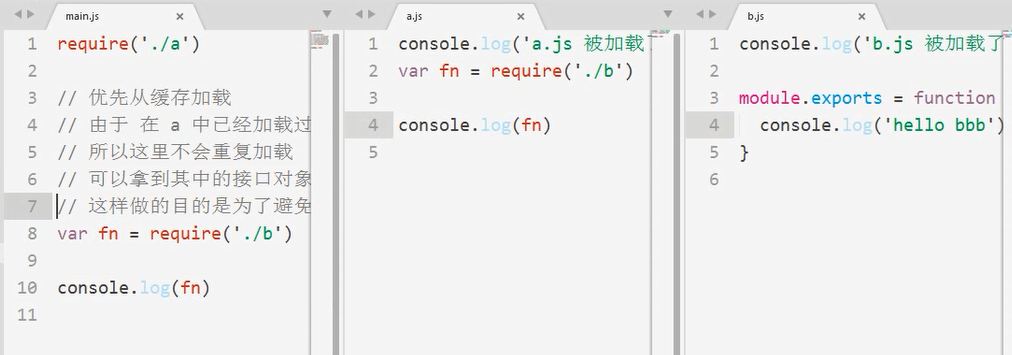 main.js
1 require('./a')
2
3 // 优先从缓存加载
4 // 由于 在 a 中已经加载过
5 // 所以这里不会重复加载
6 // 可以拿到其中的接口对象
7 // 这样做的目的是为了避免
8 var fn = require('./b')
9
10 console.log(fn)
11
a.js
1 console.log('a.js 被加载
2 var fn = require('./b')
3
4 console.log(fn)
5
b.js
1 console.log('b.js 被加载了
2
3 module.exports = function
4 console.log('hello bbb')
5 }
6